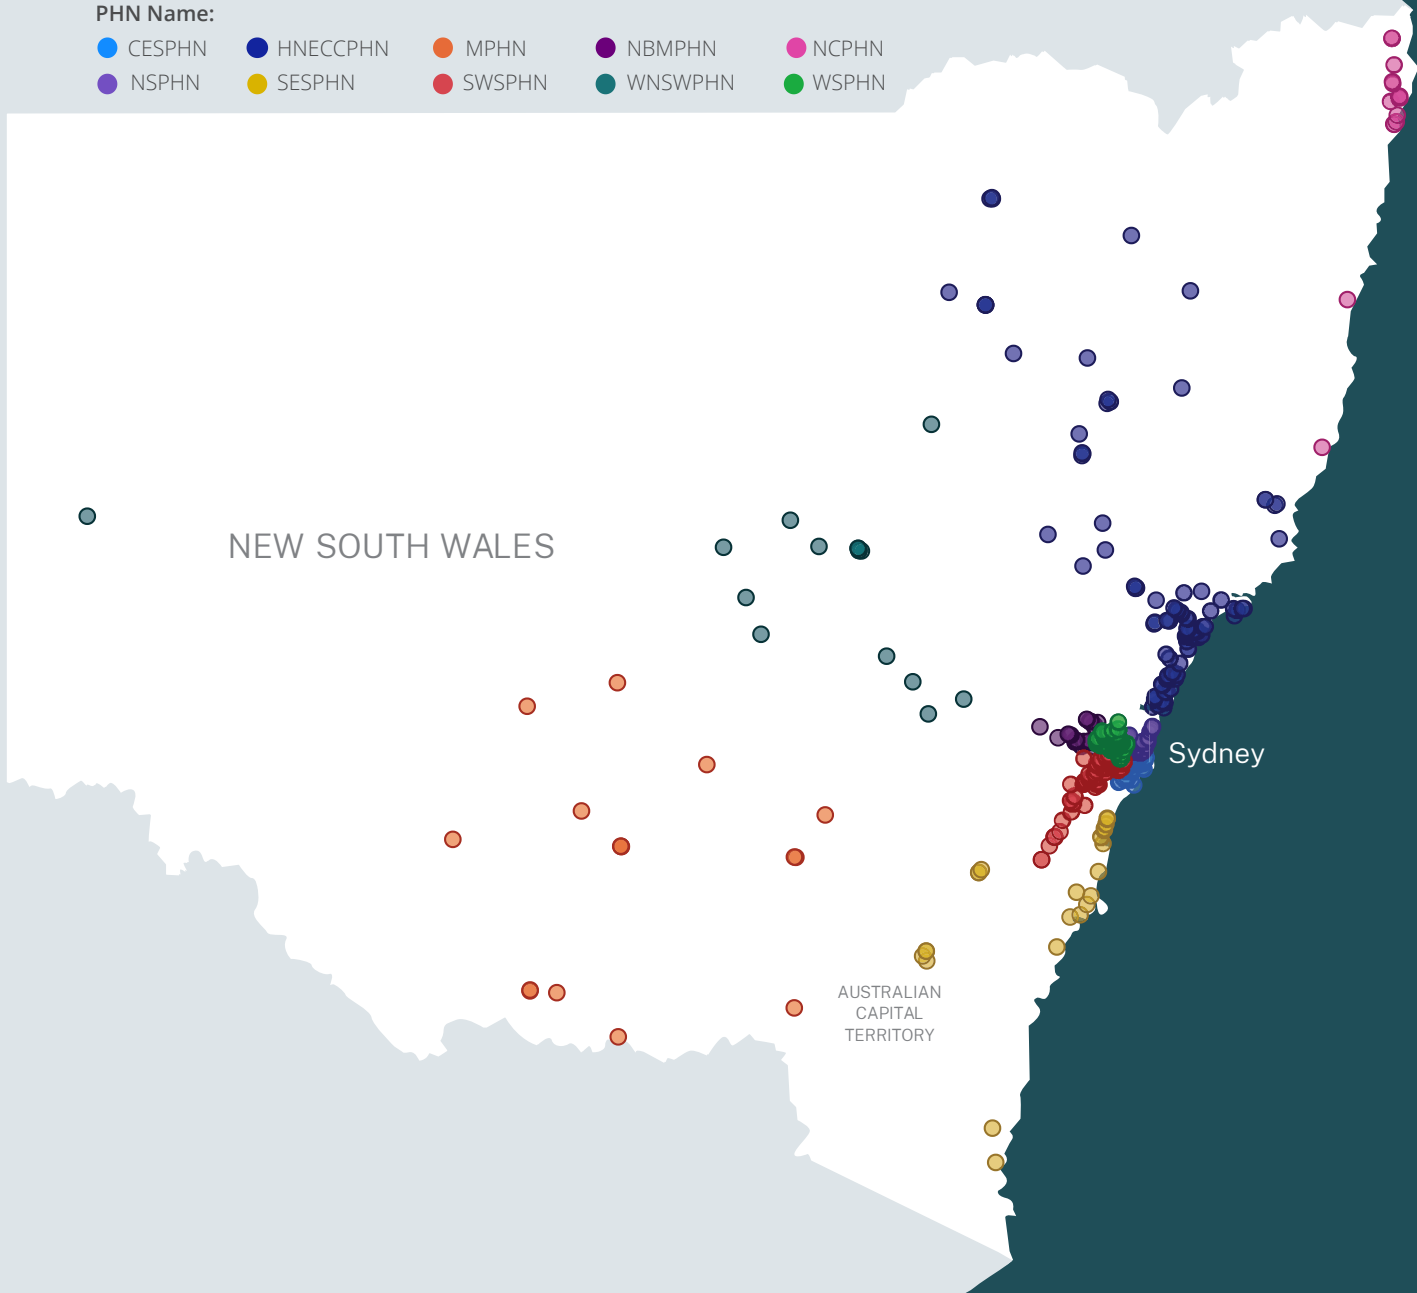 PHN Name:
CESPHN HNECCPHN MPHN NBMPHN NCPHN
NSPHN SESPHN SWSPHN WNSWPHN WSPHN
NEW SOUTH WALES
Sydney
AUSTRALIAN
CAPITAL
TERRITORY